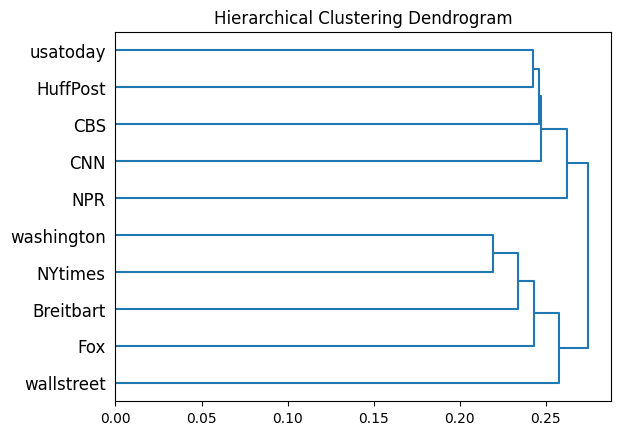 Hierarchical Clustering Dendrogram
usatoday
HuffPost
CBS
CNN
NPR
washington
NYtimes
Breitbart
Fox
wallstreet
0.00 0.05 0.10 0.15 0.20 0.25